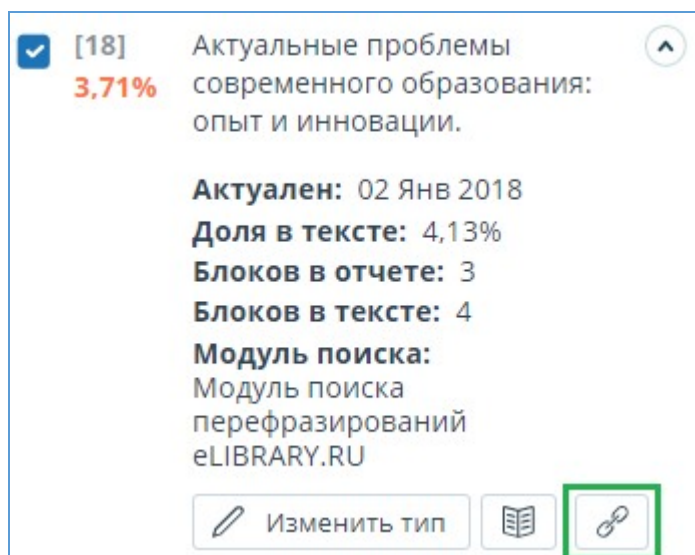 [18] Актуальные проблемы
3,71% современного образования:
опыт и инновации.
Актуален: 02 Янв 2018
Доля в тексте: 4,13%
Блоков в отчете: 3
Блоков в тексте: 4
Модуль поиска:
Модуль поиска
перефразирований
eLIBRARY.RU
Изменить тип